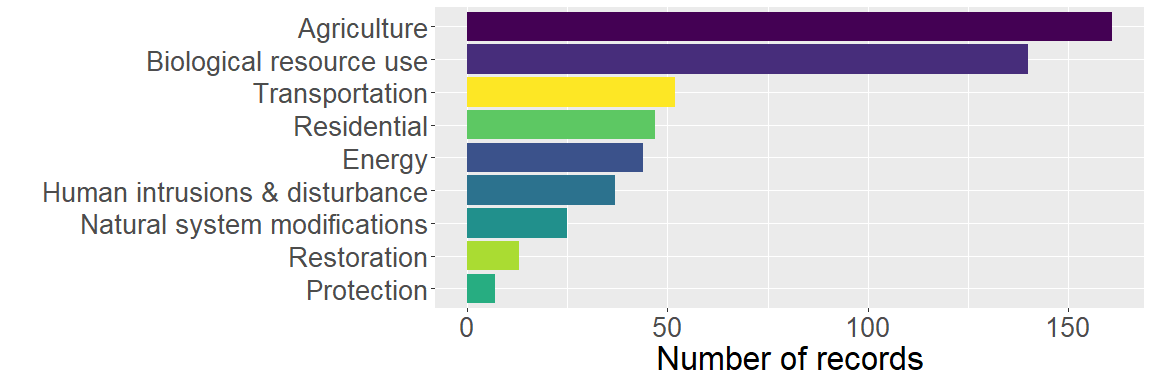 Agriculture
Biological resource use
Transportation
Residential
Energy
Human intrusions & disturbance
Natural system modifications
Restoration
Protection
0 50 100 150
Number of records